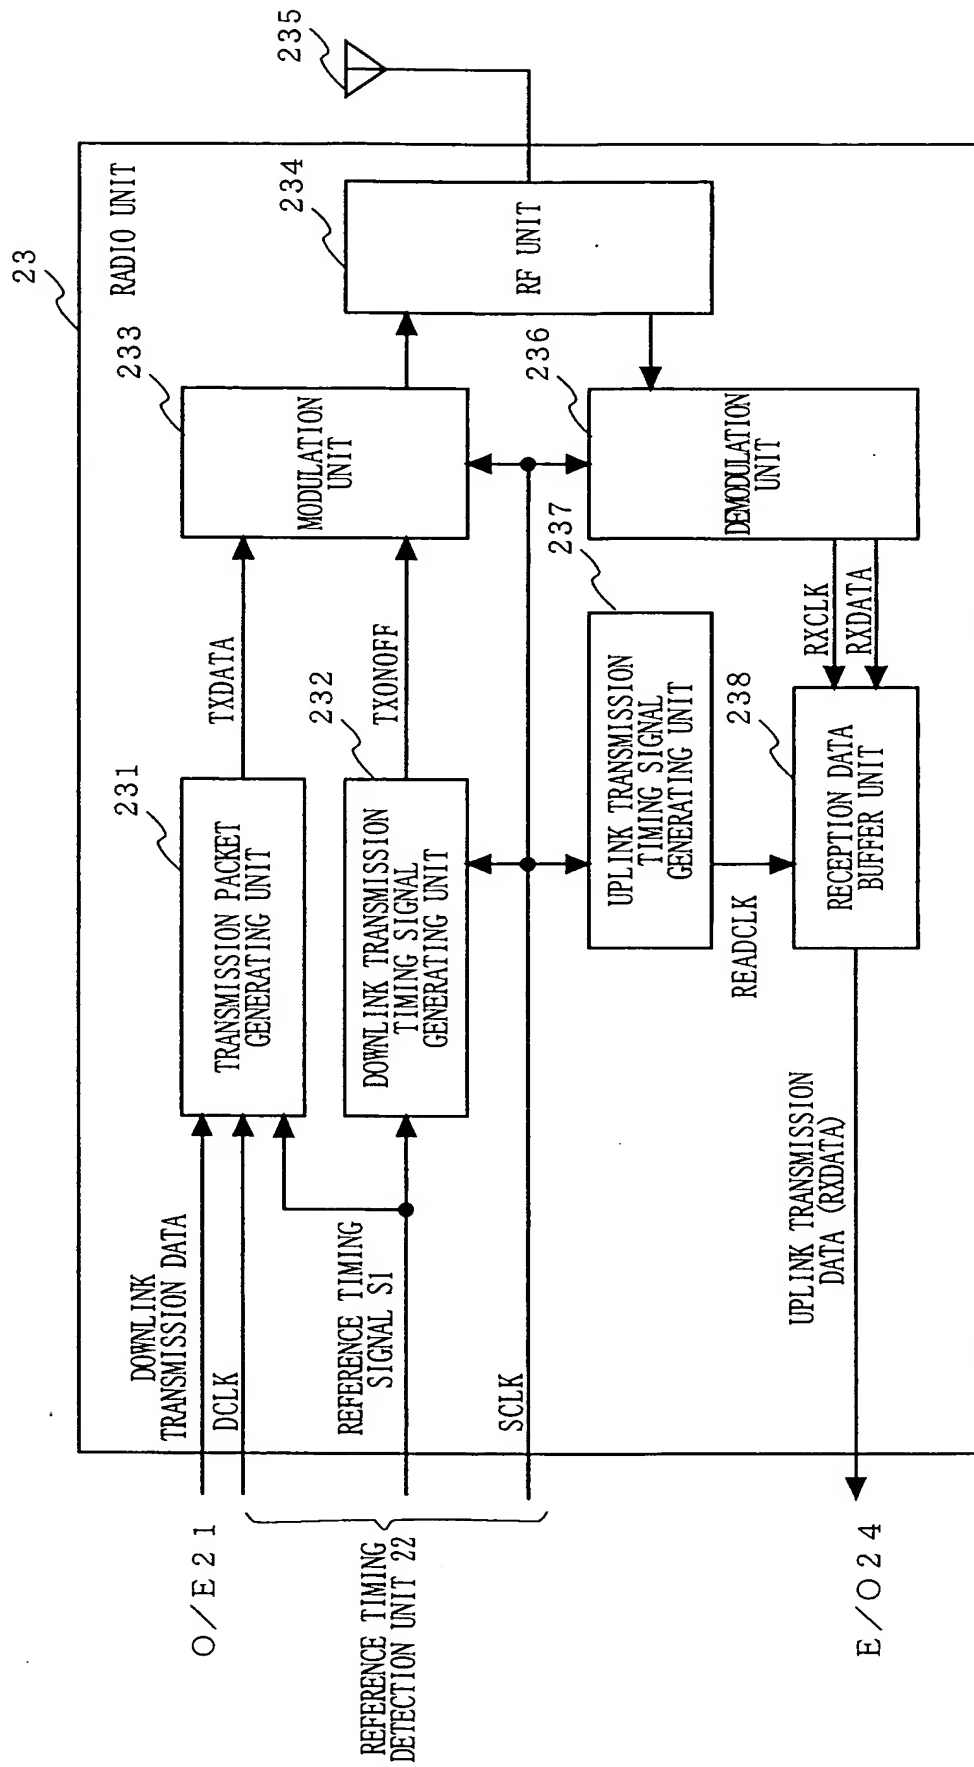 23
RADIO UNIT
235
234
RF UNIT
233
MODULATION
UNIT
236
DEMODULATION
UNIT
TXDATA
TXONOFF
237
RXCLK
RXDATA
231
TRANSMISSION PACKET
GENERATING UNIT
232
DOWNLINK TRANSMISSION
TIMING SIGNAL
GENERATING UNIT
UPLINK TRANSMISSION
TIMING SIGNAL
GENERATING UNIT
238
READCLK
RECEPTION DATA
BUFFER UNIT
DOWNLINK
TRANSMISSION DATA
DCLK
REFERENCE TIMING
SIGNAL S1
SCLK
UPLINK TRANSMISSION
DATA (RXDATA)
O/E21
REFERENCE TIMING
DETECTION UNIT 22
E/O24